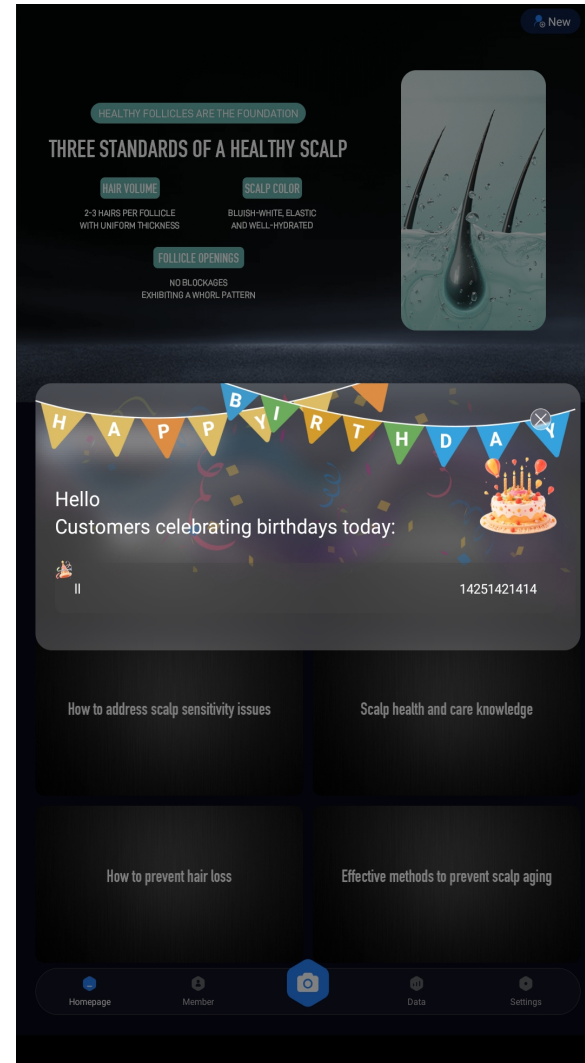 New
HEALTHY FOLLICLES ARE THE FOUNDATION
THREE STANDARDS OF A HEALTHY SCALP
HAIR VOLUME
2-3 HAIRS PER FOLLICLE
WITH UNIFORM THICKNESS
SCALP COLOR
BLUISH-WHITE, ELASTIC
AND WELL-HYDRATED
FOLLICLE OPENINGS
NO BLOCKAGES
EXHIBITING A WHORL PATTERN
HAPPY
BIRTHDAY
Hello
Customers celebrating birthdays today:
ll 14251421414
How to address scalp sensitivity issues
Scalp health and care knowledge
How to prevent hair loss
Effective methods to prevent scalp aging
Homepage
Member
Data
Settings